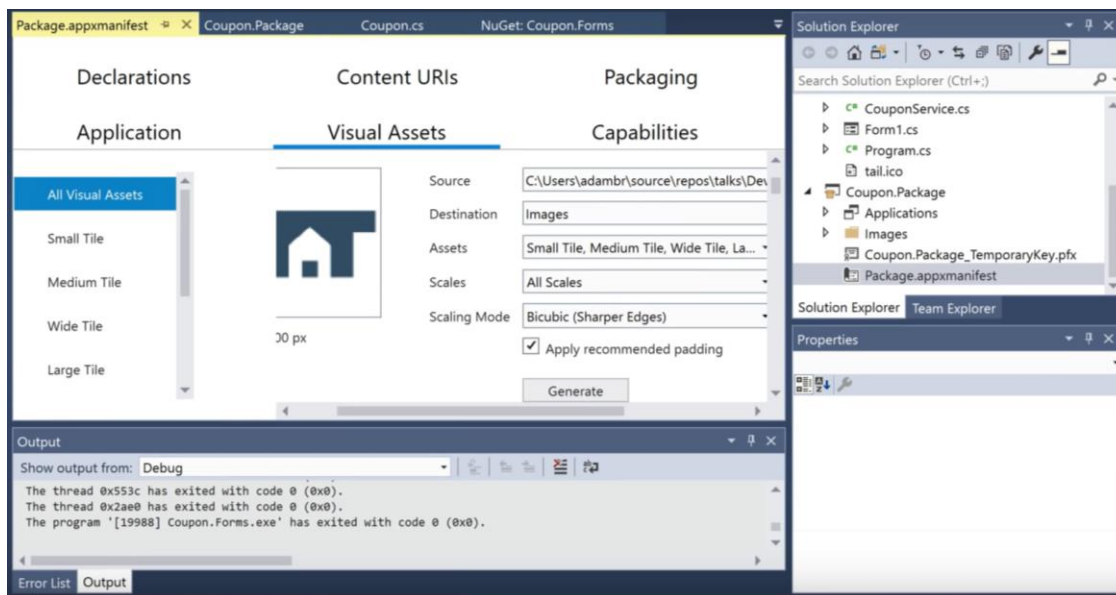 Package.appxmanifest Coupon.Package Coupon.cs NuGet: Coupon.Forms
Declarations Content URIs Packaging
Application Visual Assets Capabilities
All Visual Assets
Small Tile
Medium Tile
Wide Tile
Large Tile
00 px
Source C:\Users\adambr\source\repos\talks\Dev
Destination Images
Assets Small Tile, Medium Tile, Wide Tile, La...
Scales All Scales
Scaling Mode Bicubic (Sharper Edges)
Apply recommended padding
Generate
Output
Show output from: Debug
The thread 0x553c has exited with code 0 (0x0).
The thread 0x2ae0 has exited with code 0 (0x0).
The program '[19988] Coupon.Forms.exe' has exited with code 0 (0x0).
Error List Output
Solution Explorer
Search Solution Explorer (Ctrl+;)
C# CouponService.cs
Form1.cs
C# Program.cs
tail.ico
Coupon.Package
Applications
Images
Coupon.Package_TemporaryKey.pfx
Package.appxmanifest
Solution Explorer Team Explorer
Properties